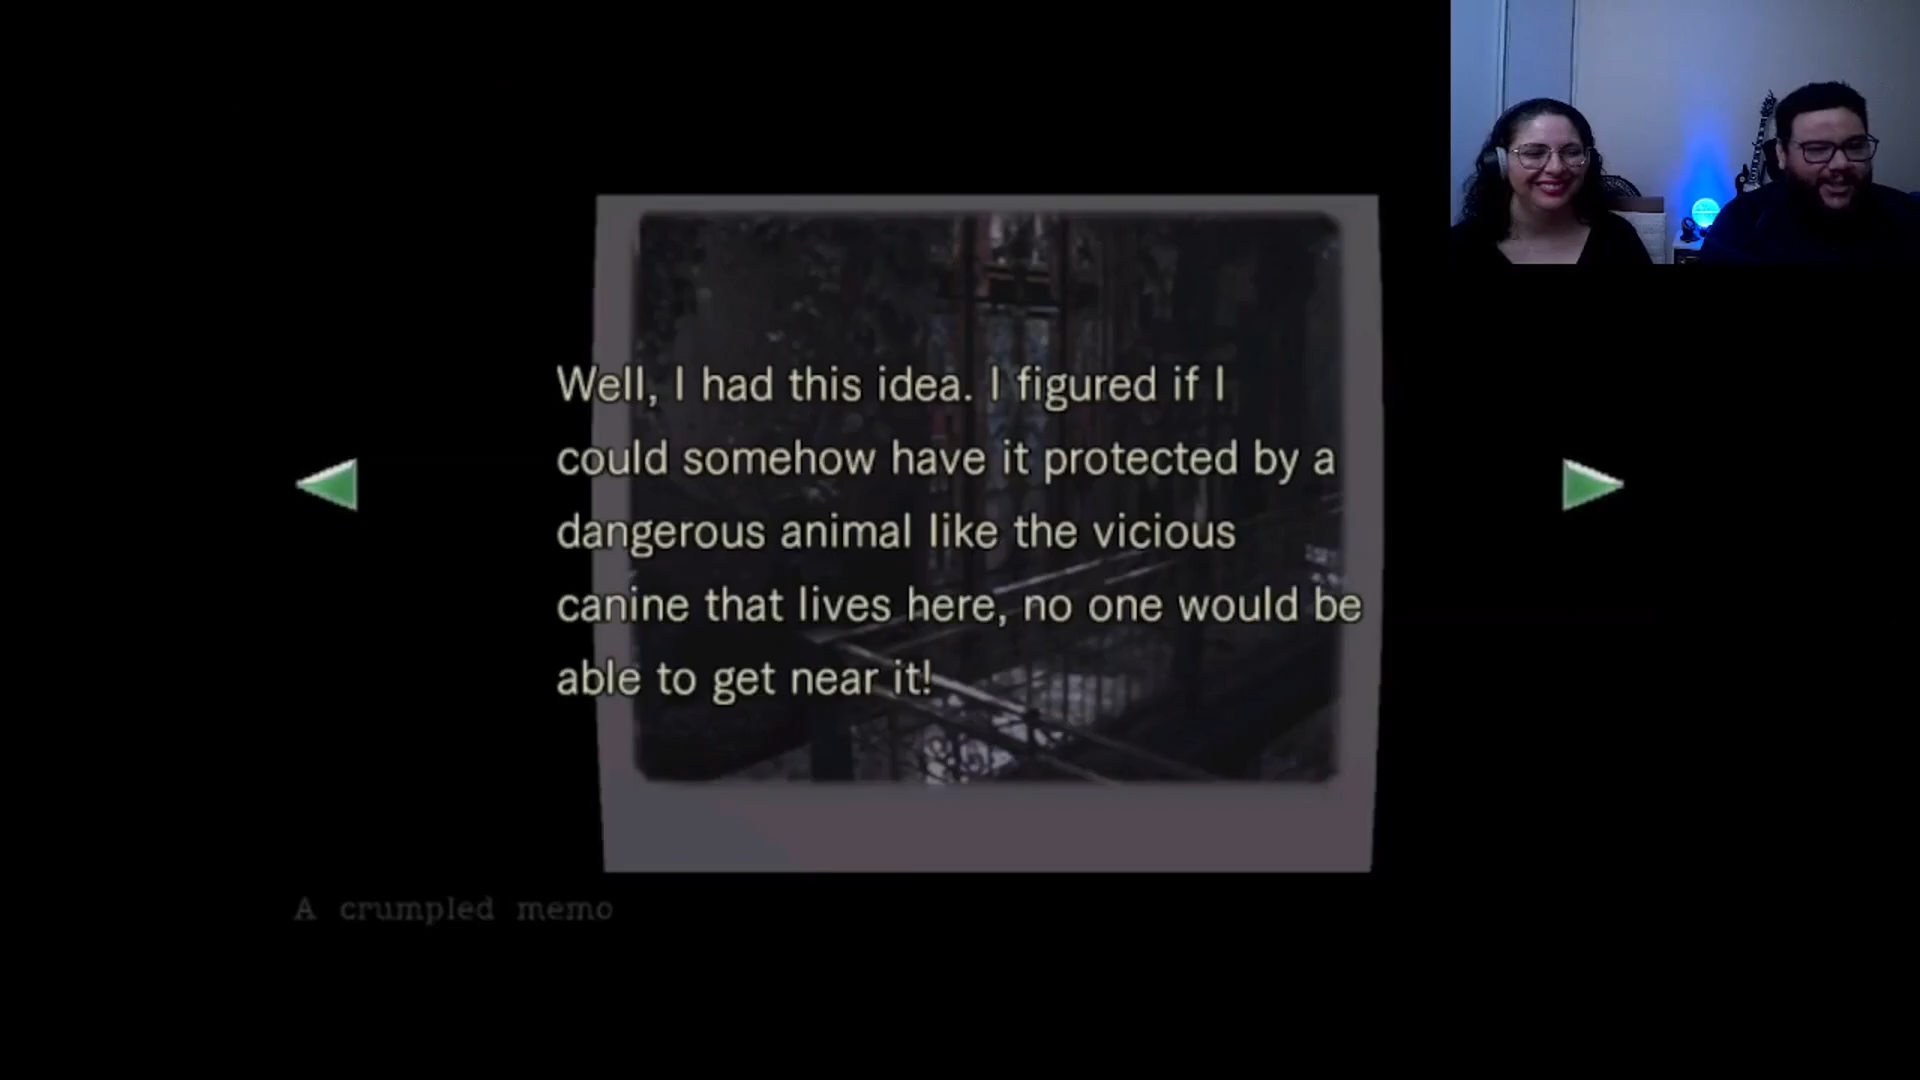 Well, I had this idea. I figured if I
could somehow have it protected by a
dangerous animal like the vicious
canine that lives here, no one would be
able to get near it!
A crumpled memo